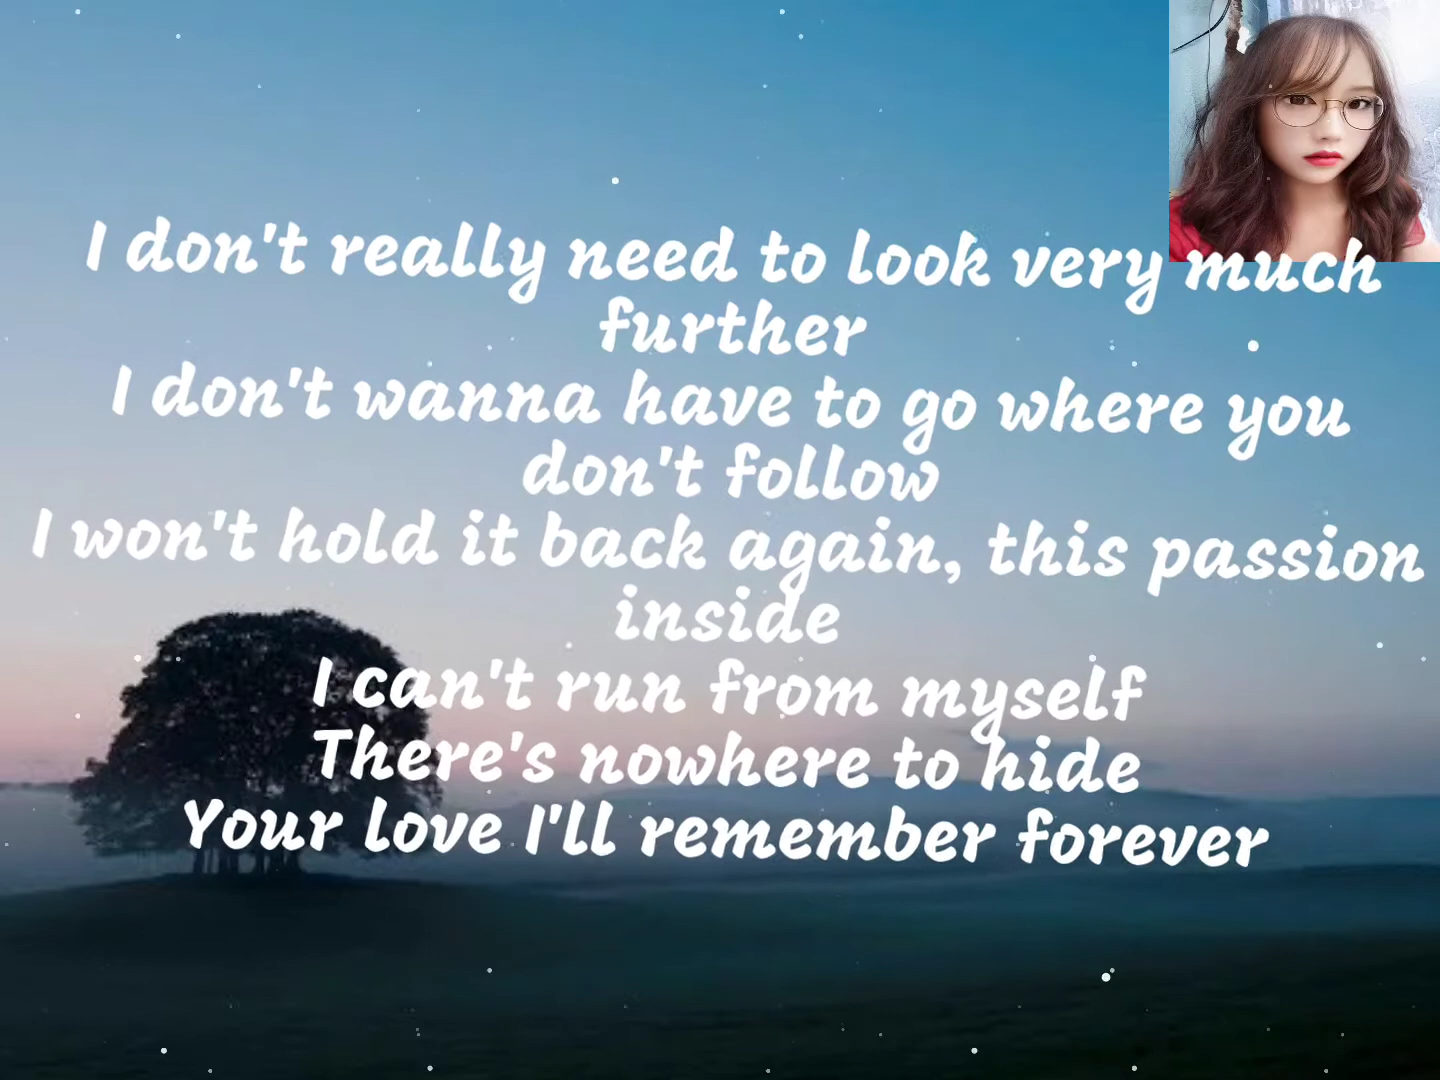 I don't really need to look very much
further
I don't wanna have to go where you
don't follow
I won't hold it back again, this passion
inside
I can't run from myself
There's nowhere to hide
Your love I'll remember forever